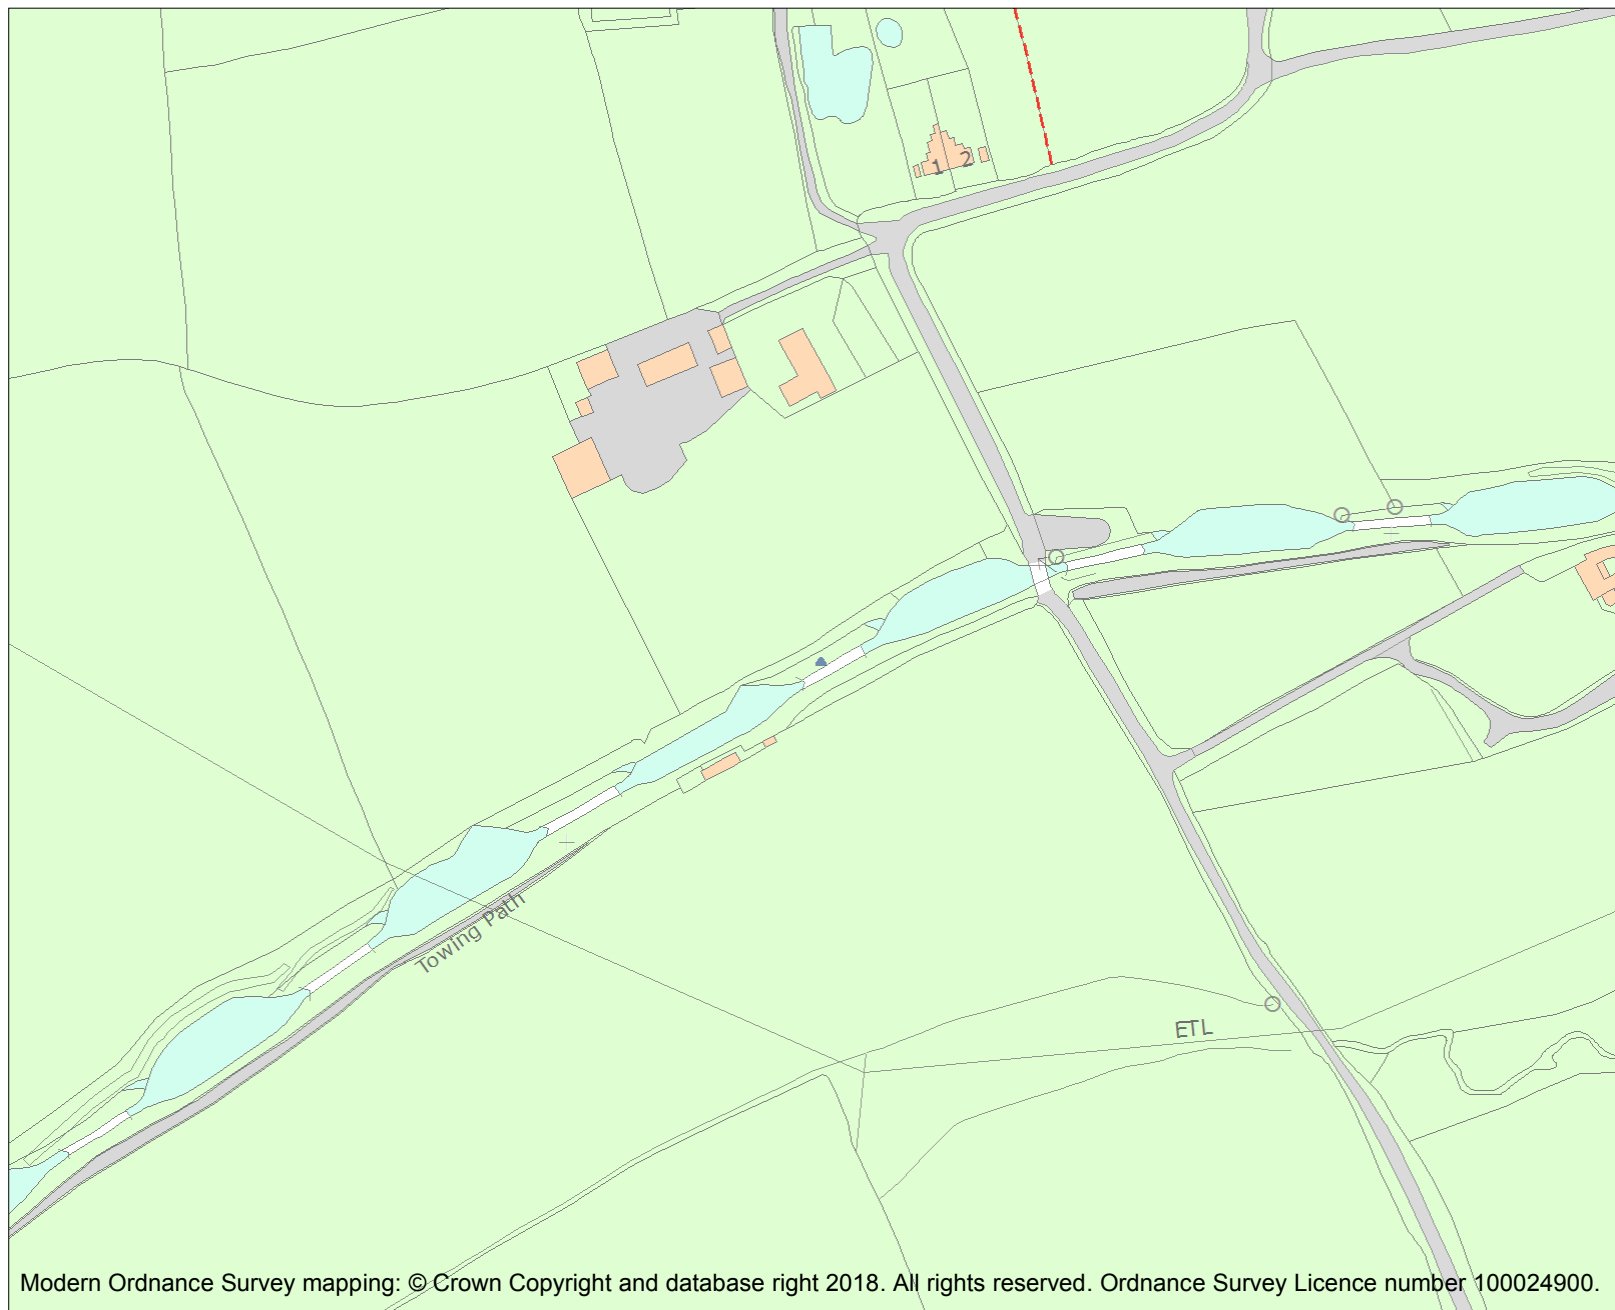 1
2
Towing Path
ETL
Modern Ordnance Survey mapping: © Crown Copyright and database right 2018. All rights reserved. Ordnance Survey Licence number 100024900.